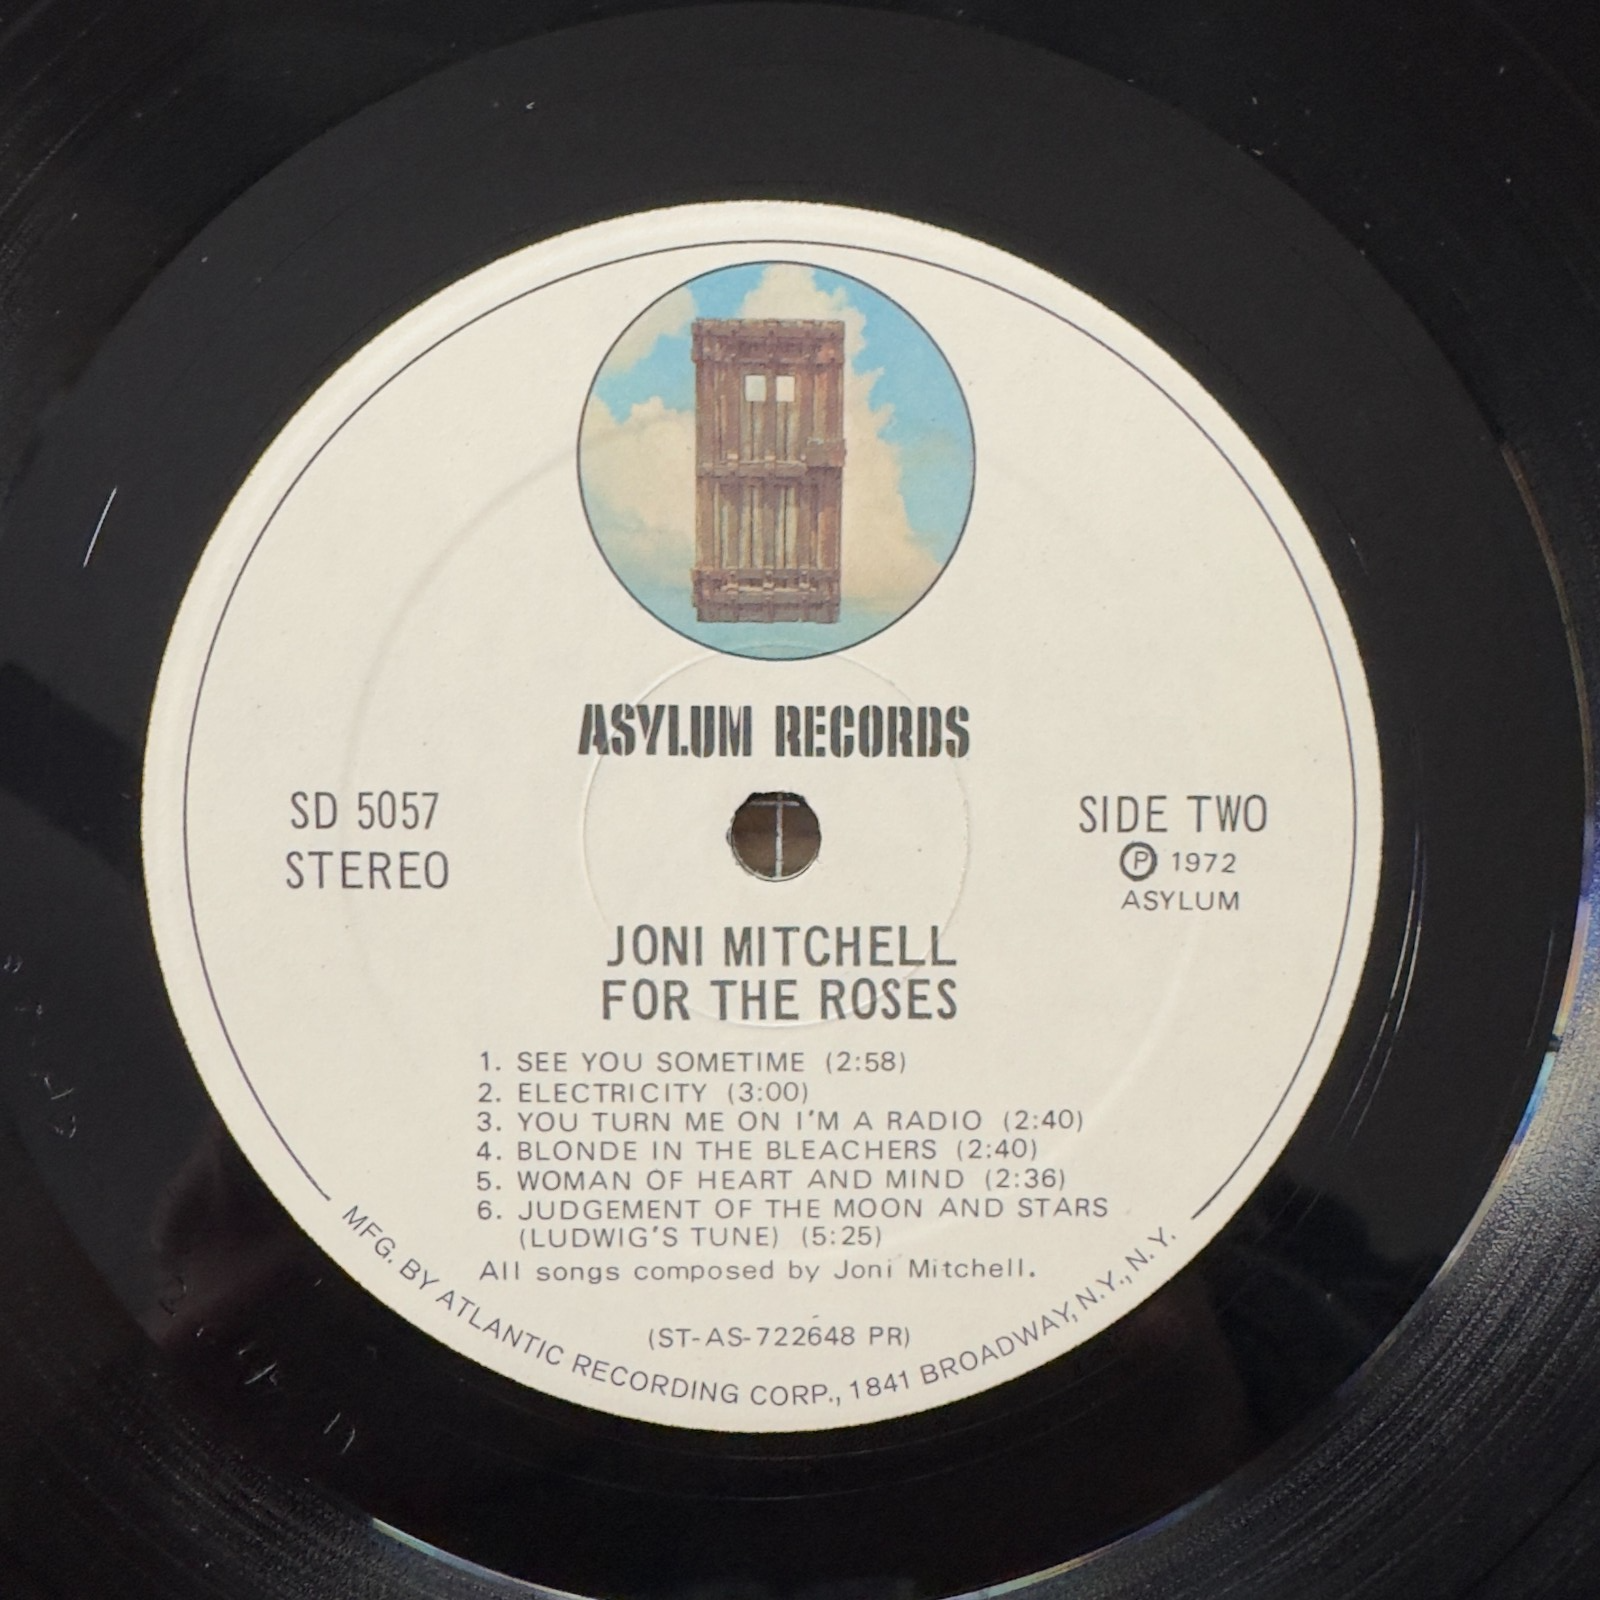 ASYLUM RECORDS
SD 5057
STEREO
SIDE TWO
Ⓟ 1972
ASYLUM
JONI MITCHELL
FOR THE ROSES
1. SEE YOU SOMETIME (2:58)
2. ELECTRICITY (3:00)
3. YOU TURN ME ON I'M A RADIO (2:40)
4. BLONDE IN THE BLEACHERS (2:40)
5. WOMAN OF HEART AND MIND (2:36)
6. JUDGEMENT OF THE MOON AND STARS
(LUDWIG'S TUNE) (5:25)
All songs composed by Joni Mitchell.
(ST-AS-722648 PR)
MFG. BY ATLANTIC RECORDING CORP., 1841 BROADWAY, N.Y., N.Y.